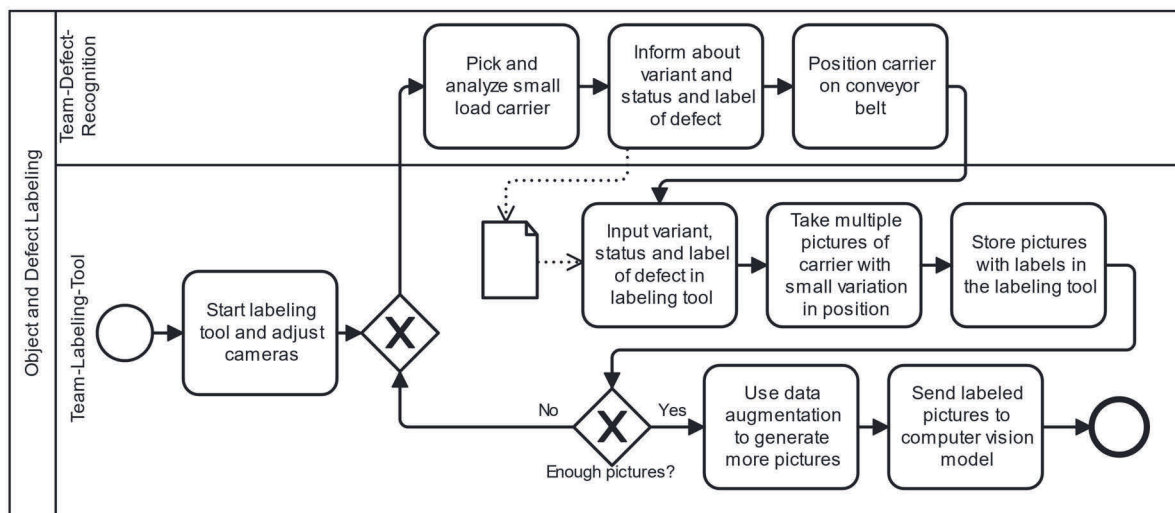 Object and Defect Labeling
Team-Defect-
Recognition
Pick and
analyze small
load carrier
Inform about
variant and
status and label
of defect
Position carrier
on conveyor
belt
Team-Labeling-Tool
Start labeling
tool and adjust
cameras
X
Input variant,
status and label
of defect in
labeling tool
Take multiple
pictures of
carrier with
small variation
in position
Store pictures
with labels in
the labeling tool
No
X
Yes
Enough pictures?
Use data
augmentation
to generate
more pictures
Send labeled
pictures to
computer vision
model